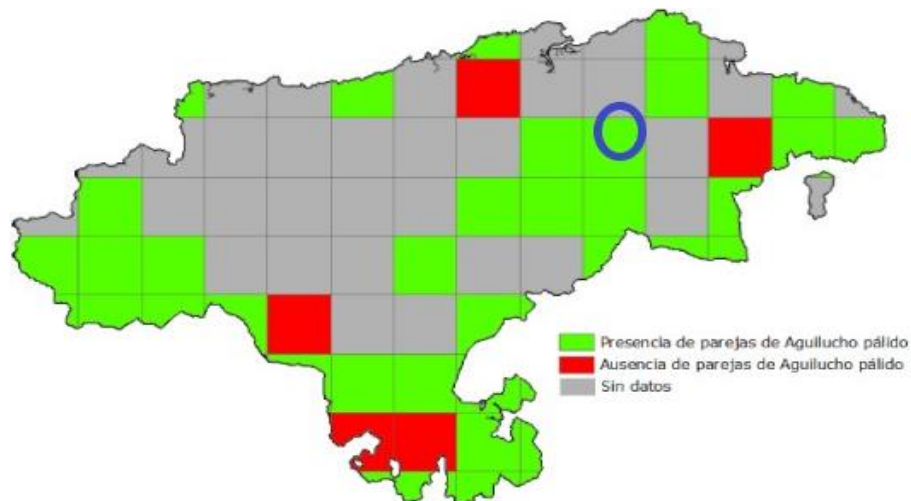 Presencia de parejas de Aguilucho pálido
Ausencia de parejas de Aguilucho pálido
Sin datos